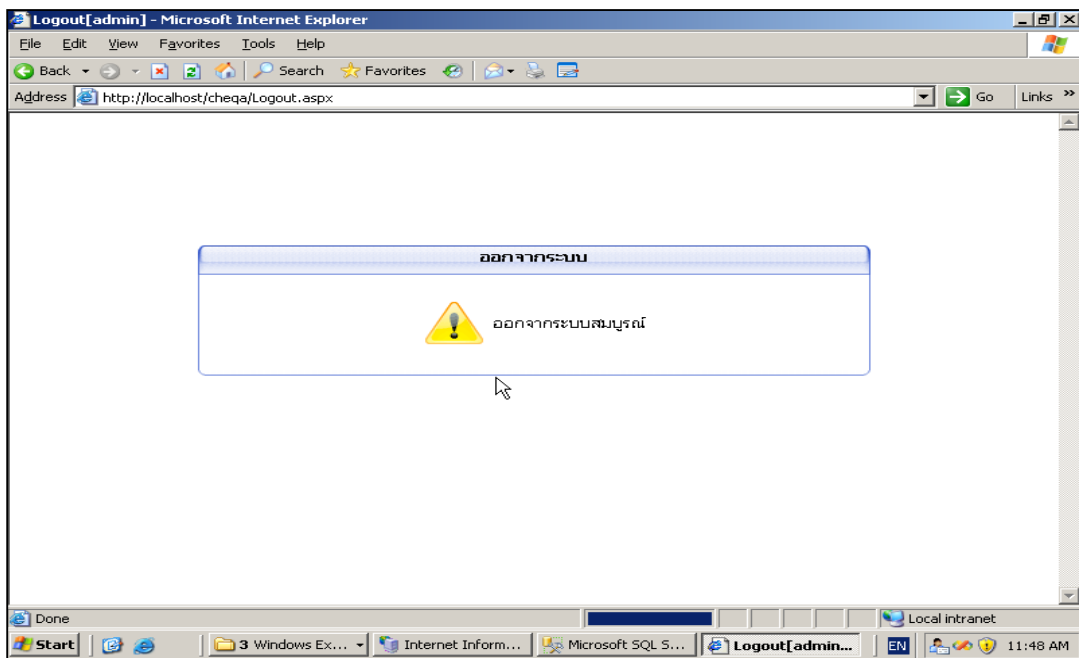 Logout[admin] - Microsoft Internet Explorer
File Edit View Favorites Tools Help
Back Search Favorites
Address http://localhost/cheqa/Logout.aspx Go Links »
ออกจากระบบ
ออกจากระบบสมบูรณ์
Done Local intranet
Start 3 Windows Ex... Internet Inform... Microsoft SQL S... Logout[admin... EN 11:48 AM